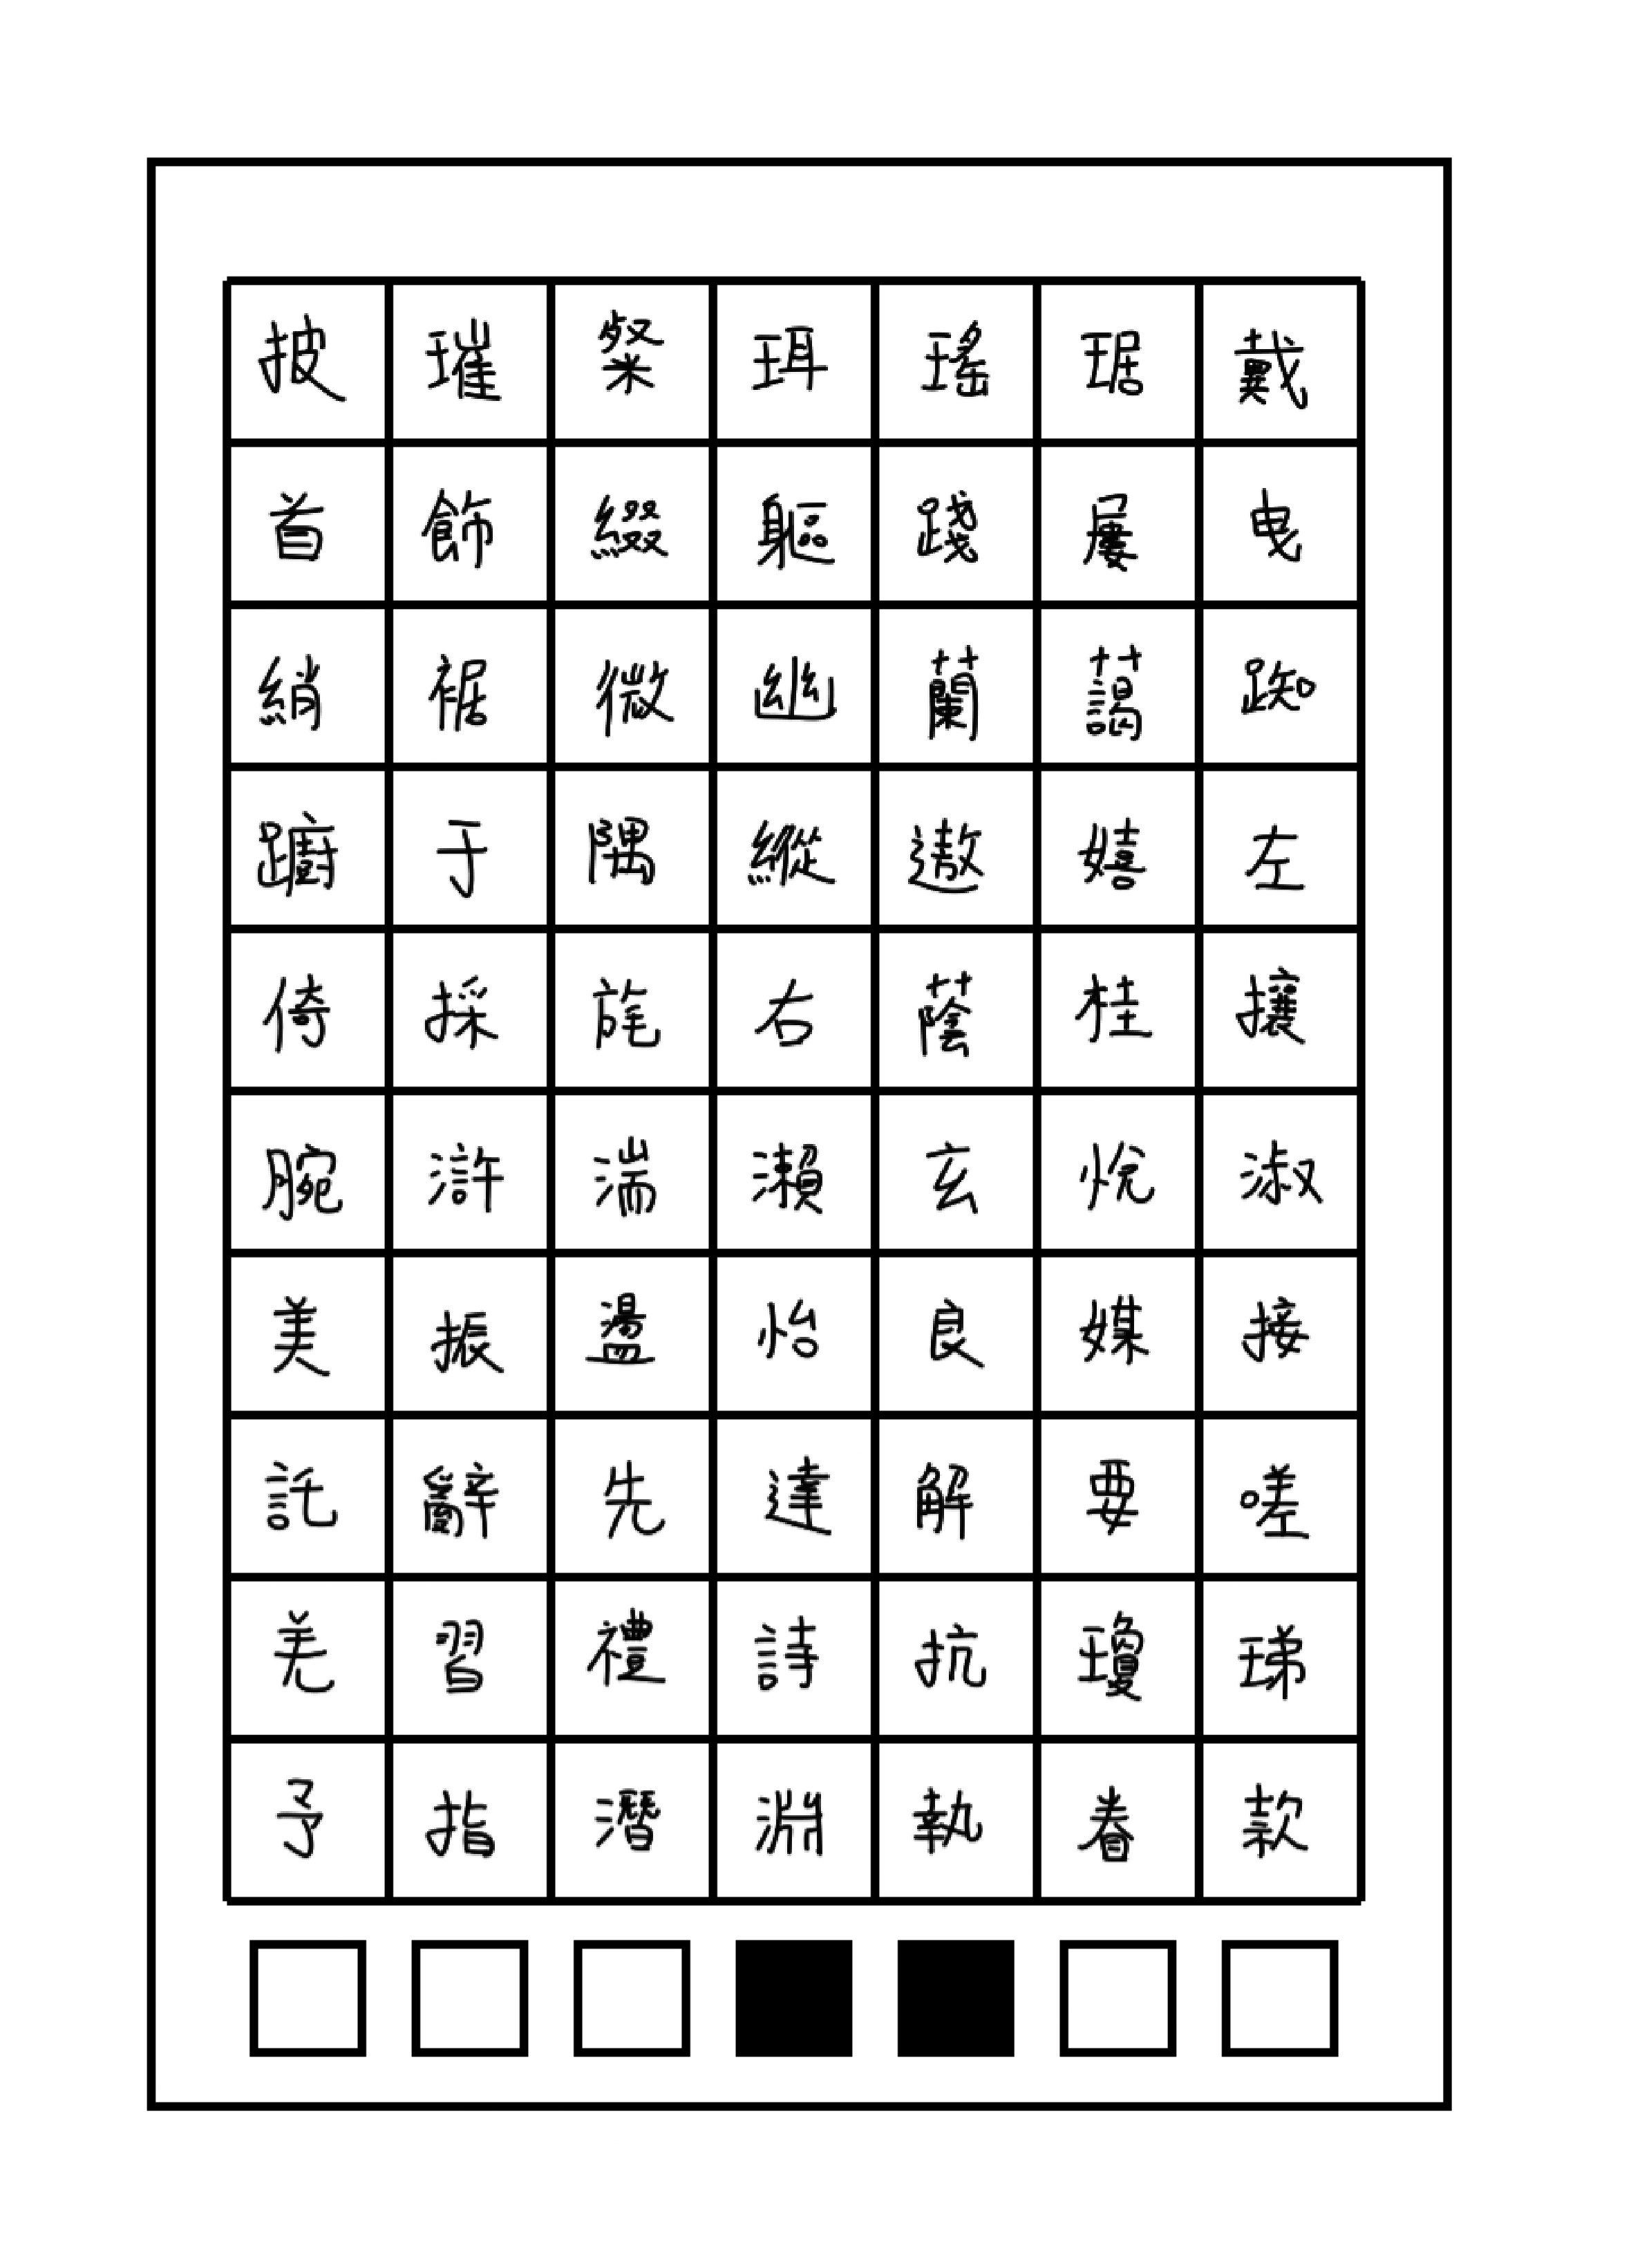 披璀粲珥瑤琚戴
首飾綴軀踐屢曳
綃裾微幽蘭藹踟
躕于隅縱遨嬉左
倚採旄右蔭桂攘
腕滸湍瀨玄悅淑
美振盪怡良媒接
託辭先達解要嗟
羌習禮詩抗瓊珶
予指潛淵執眷款